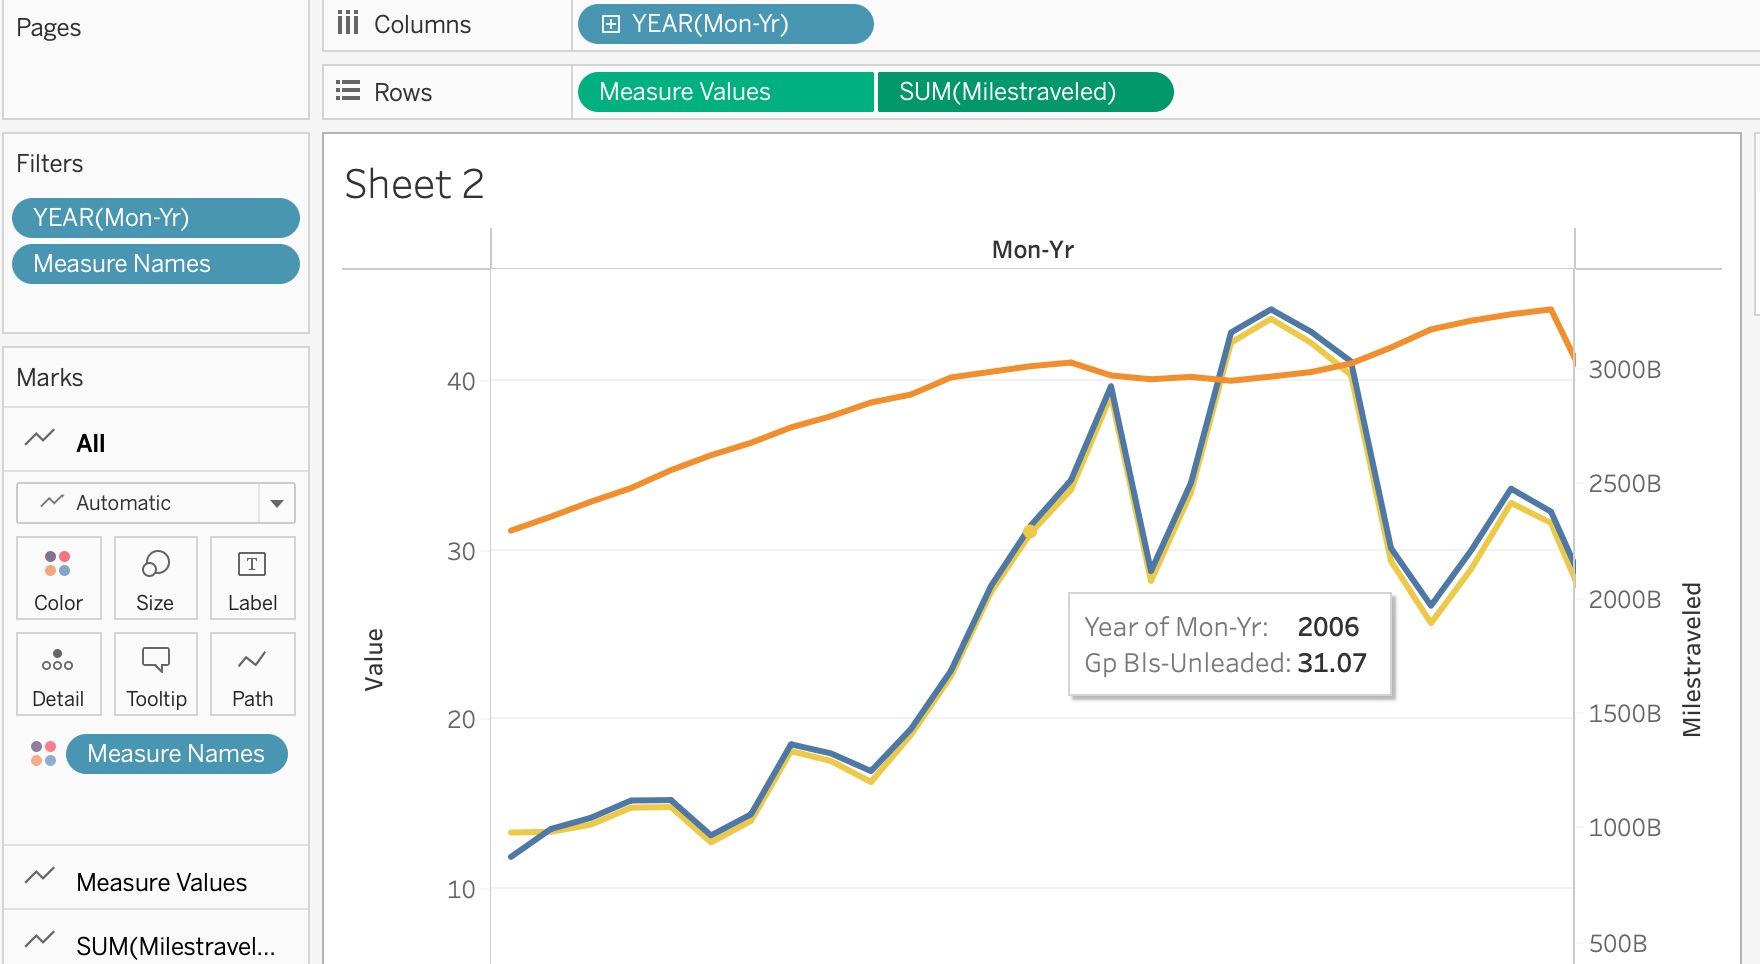 Pages
Columns
YEAR(Mon-Yr)
Rows
Measure Values
SUM(Milestraveled)
Filters
YEAR(Mon-Yr)
Measure Names
Marks
All
Automatic
Color
Size
T
Label
Detail
Tooltip
Path
Measure Names
Measure Values
SUM(Milestravel...
Sheet 2
Mon-Yr
40
30
20
10
Value
Year of Mon-Yr: 2006
Gp Bls-Unleaded: 31.07
3000B
2500B
2000B
1500B
1000B
500B
Milestraveled